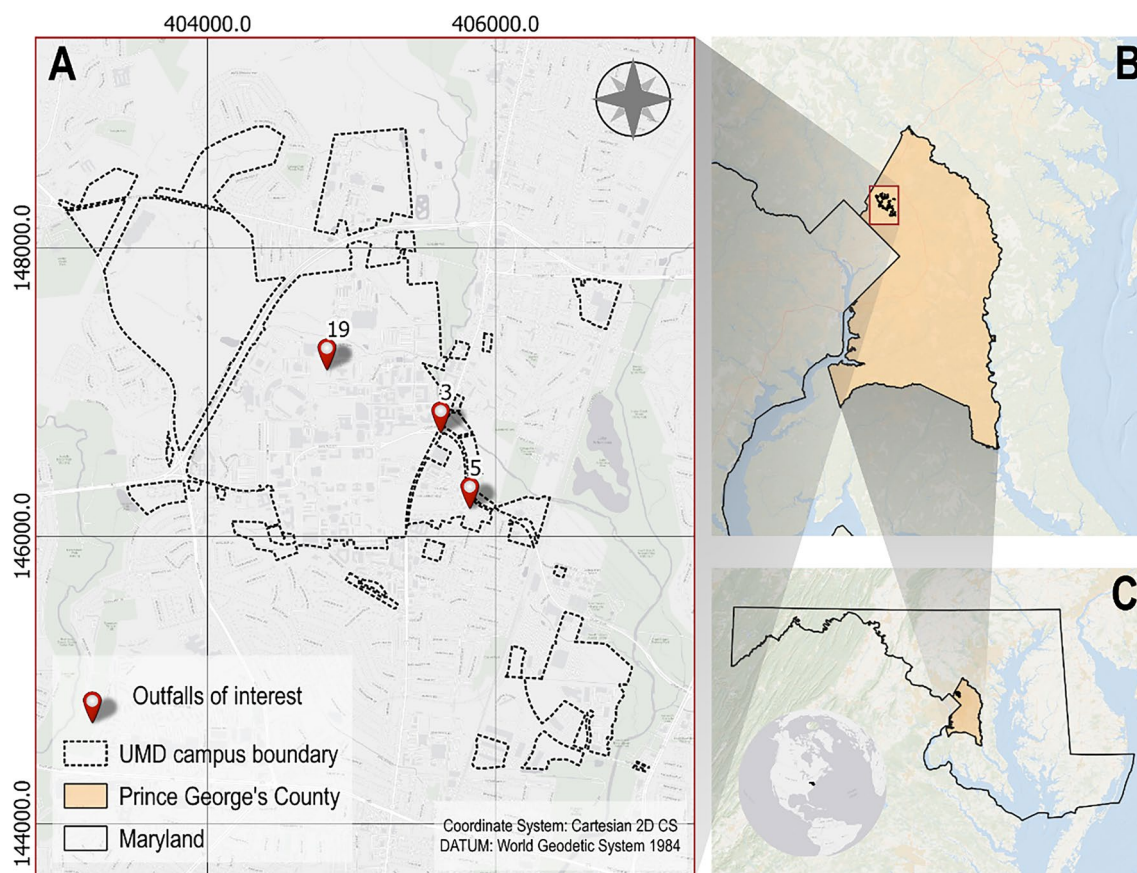 404000.0
406000.0
A
B
148000.0
19
3
5
146000.0
C
Outfalls of interest
UMD campus boundary
Prince George's County
Maryland
144000.0
Coordinate System: Cartesian 2D CS
DATUM: World Geodetic System 1984